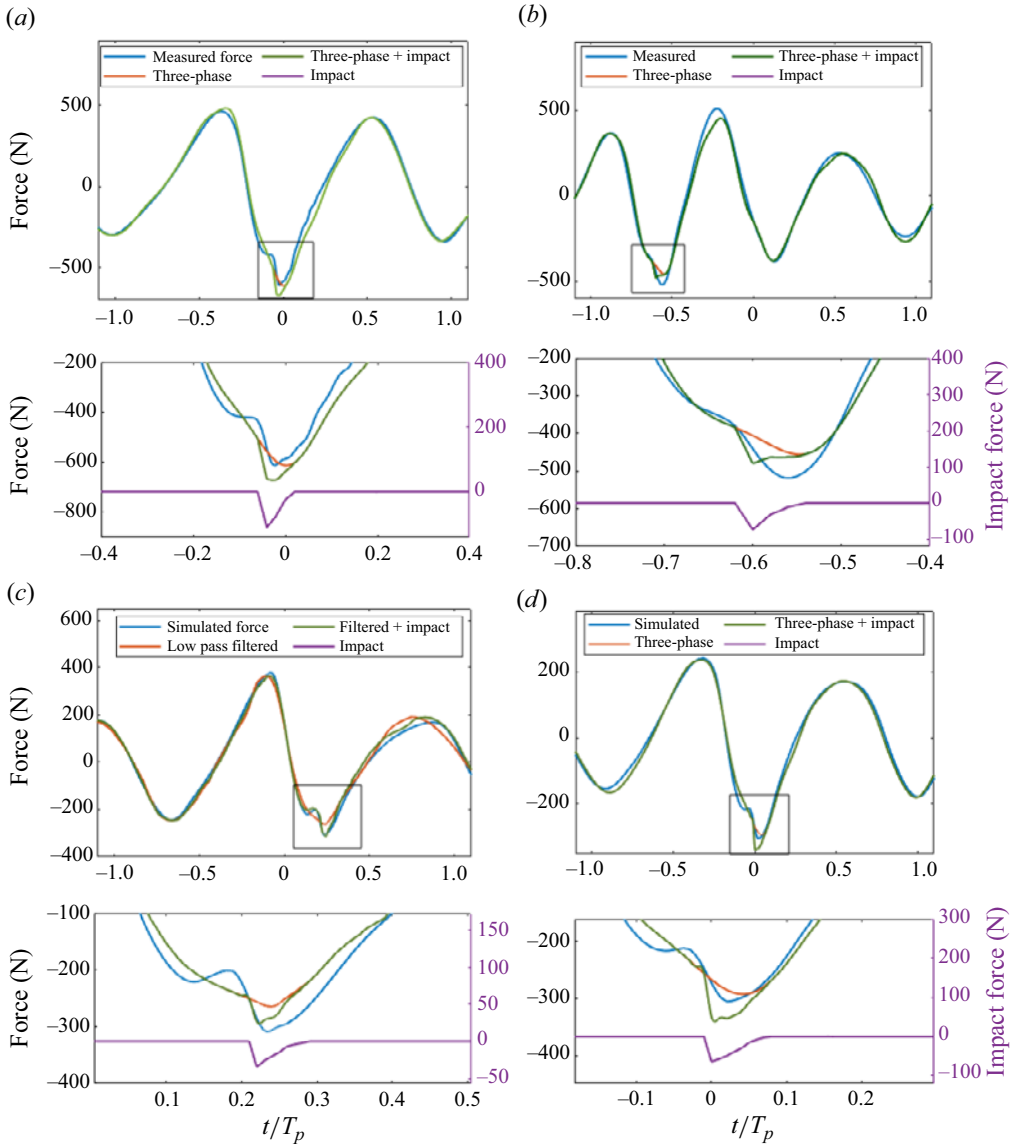 (a)
(b)
Measured force Three-phase + impact
Three-phase Impact
Measured Three-phase + impact
Three-phase Impact
Force (N)
500
0
−500
−1.0 −0.5 0 0.5 1.0
500
0
−500
−1.0 −0.5 0 0.5 1.0
Force (N)
−200
−400
−600
−800
400
200
0
−0.4 −0.2 0 0.2 0.4
−200
−300
−400
−500
−600
−700
400
300
200
100
0
−100
Impact force (N)
−0.8 −0.7 −0.6 −0.5 −0.4
(c)
(d)
Simulated force Filtered + impact
Low pass filtered Impact
Simulated Three-phase + impact
Three-phase Impact
Force (N)
600
400
200
0
−200
−400
−1.0 −0.5 0 0.5 1.0
200
0
−200
−1.0 −0.5 0 0.5 1.0
Force (N)
−100
−200
−300
−400
150
100
50
0
−50
0.1 0.2 0.3 0.4 0.5
t/Tp
−200
−300
−400
300
200
100
0
−100
Impact force (N)
−0.1 0 0.1 0.2
t/Tp